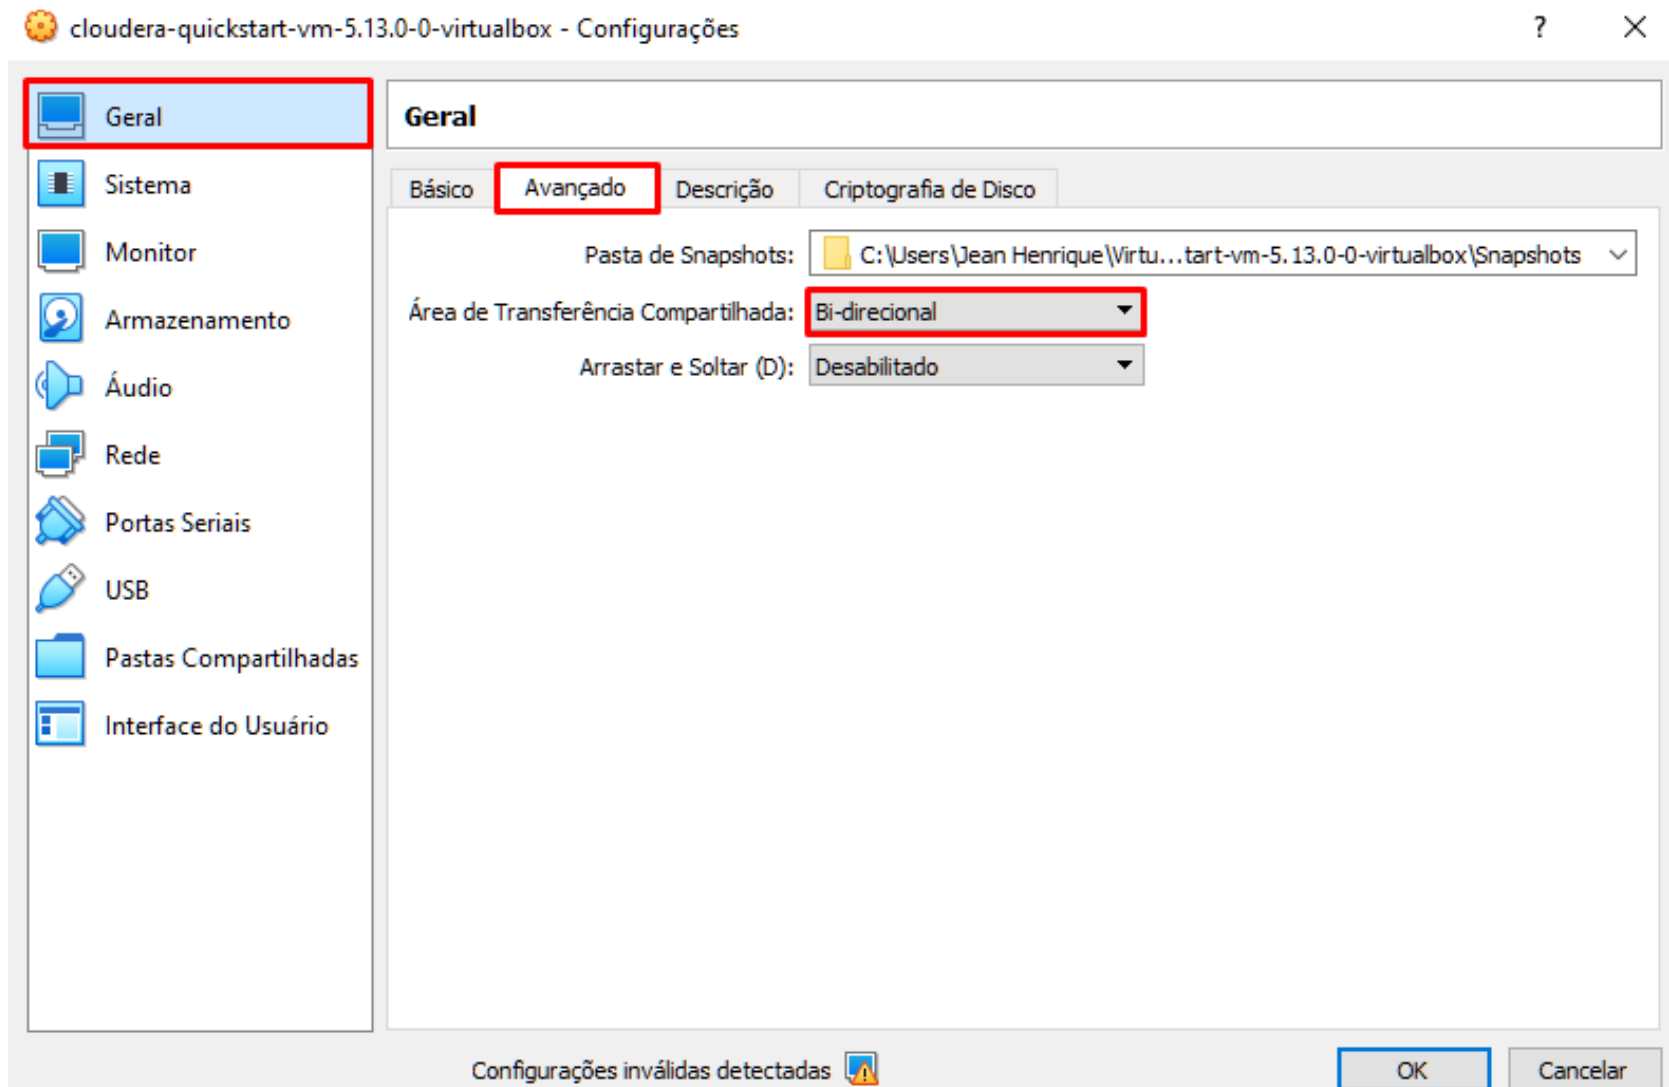 cloudera-quickstart-vm-5.13.0-0-virtualbox - Configurações
?
Geral
Sistema
Monitor
Armazenamento
Áudio
Rede
Portas Seriais
USB
Pastas Compartilhadas
Interface do Usuário
Geral
Básico Avançado Descrição Criptografia de Disco
Pasta de Snapshots: C:\Users\Jean Henrique\Virtu...tart-vm-5.13.0-0-virtualbox\Snapshots
Área de Transferência Compartilhada: Bi-direcional
Arrastar e Soltar (D): Desabilitado
Configurações inválidas detectadas
OK Cancelar